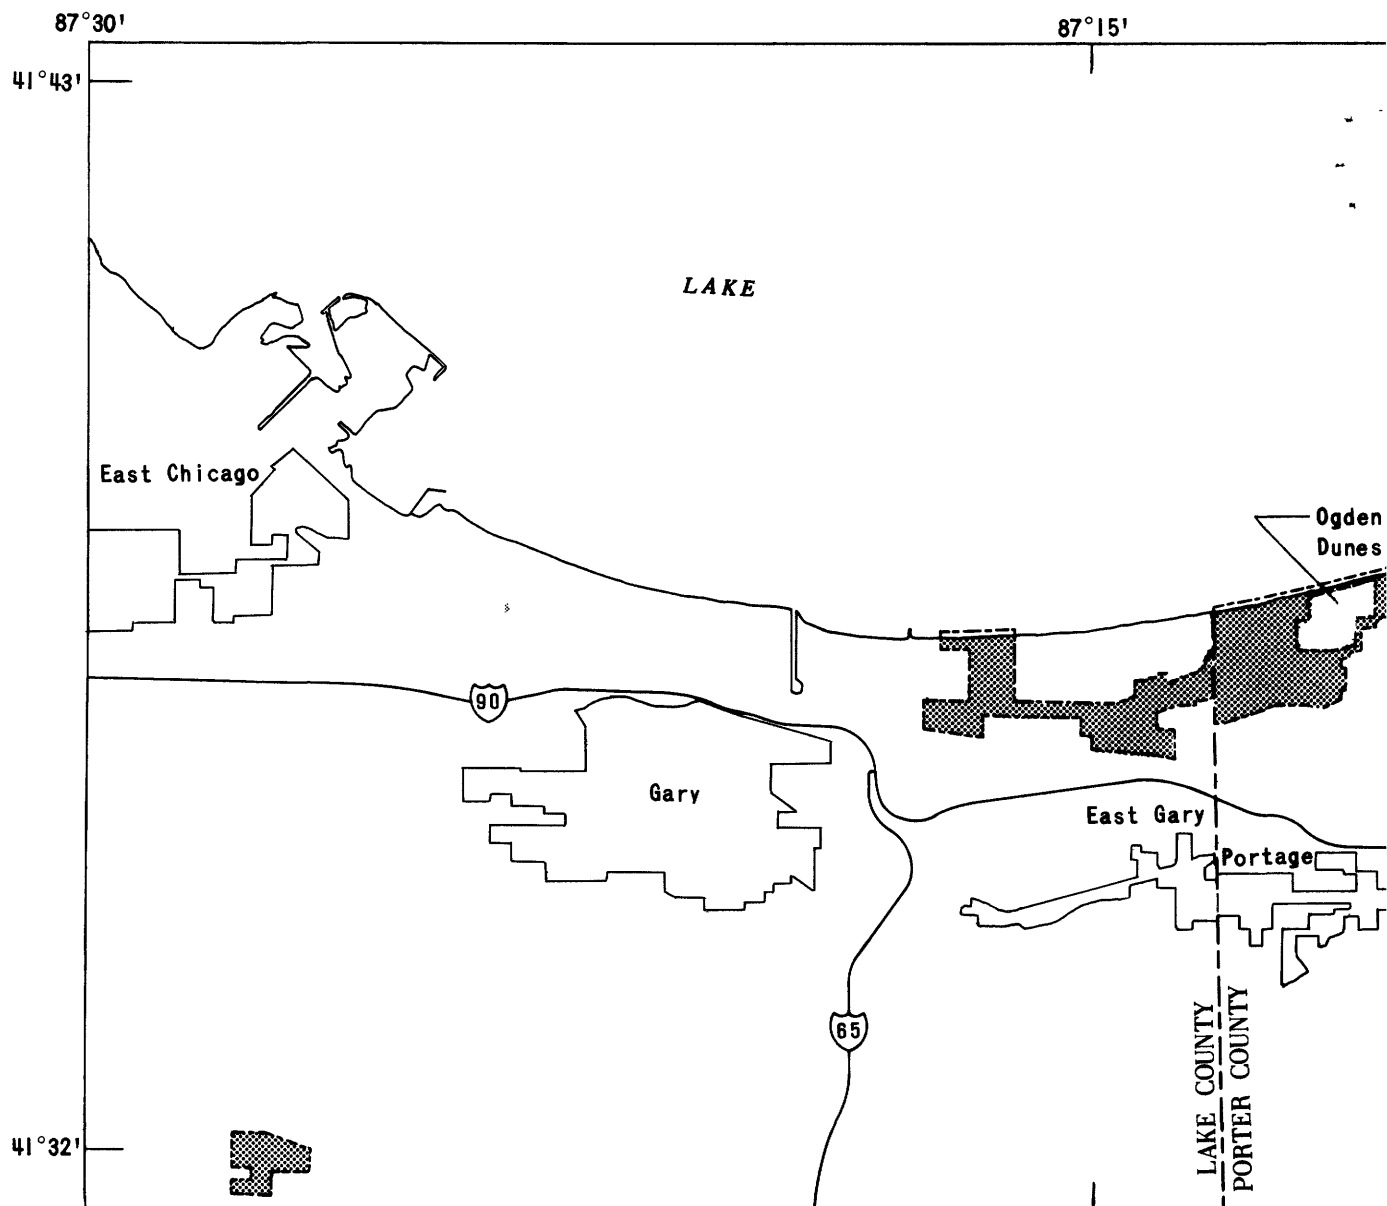 87°30'
87°15'
41°43'
LAKE
East Chicago
Ogden
Dunes
90
Gary
East Gary
Portage
65
LAKE COUNTY
PORTER COUNTY
41°32'